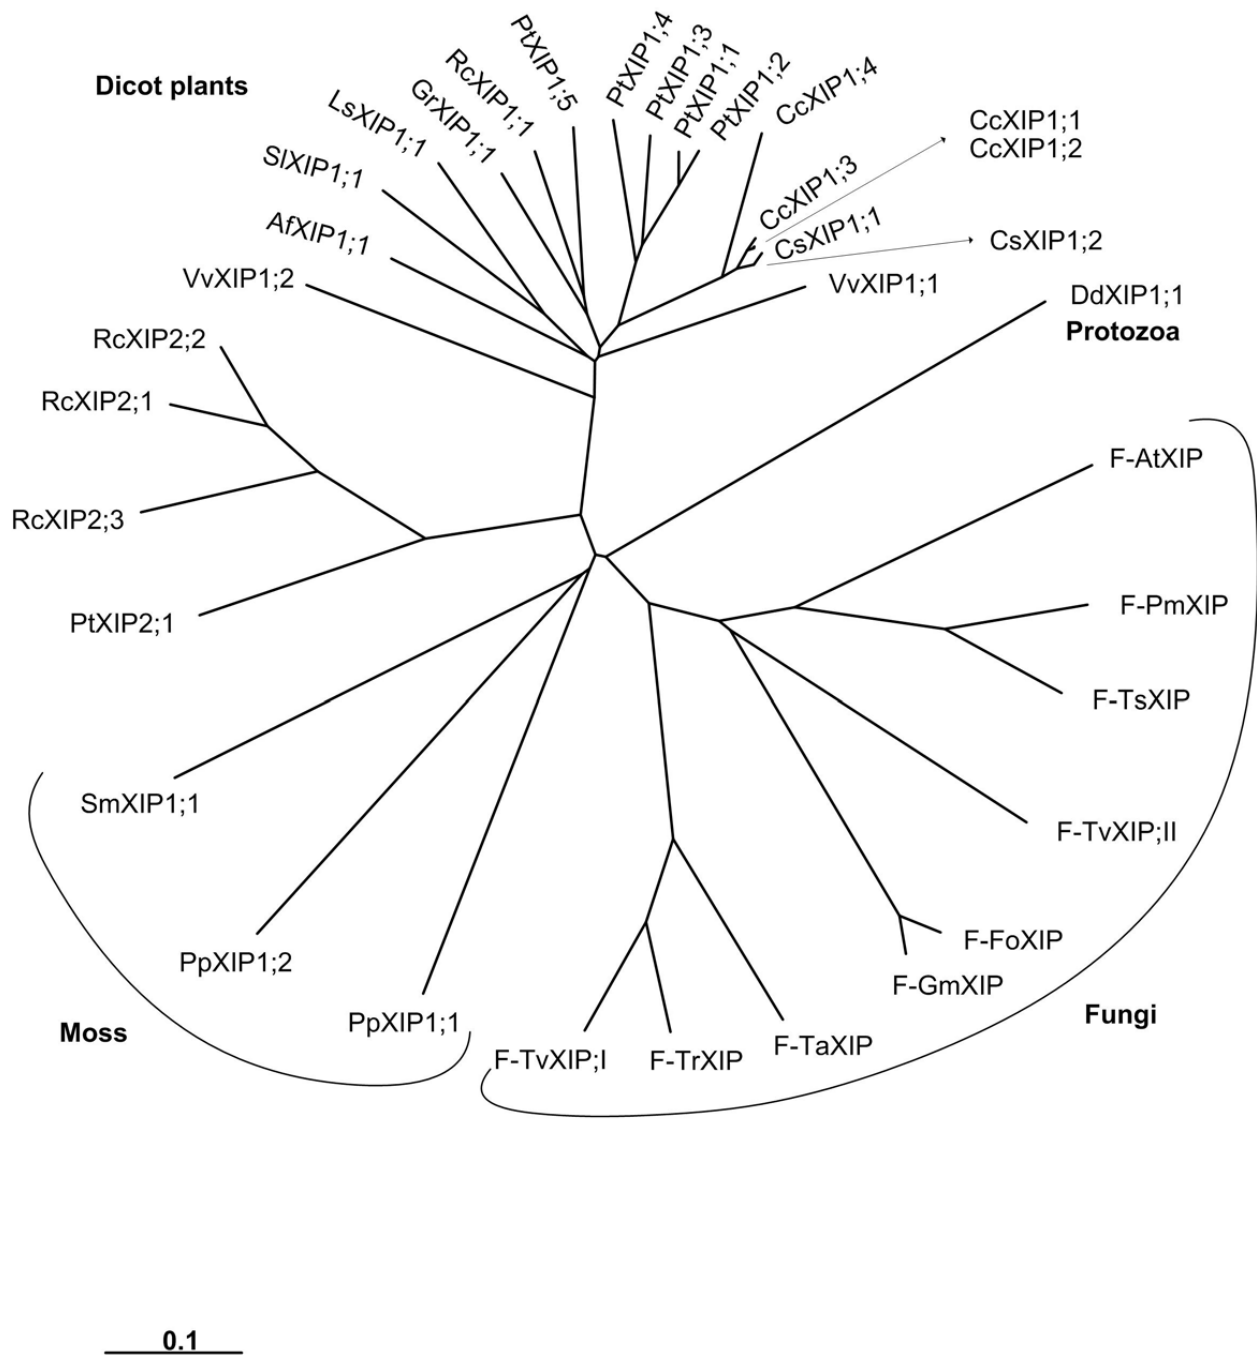 Dicot plants
PtXIP1;5
PtXIP1;4
PtXIP1;3
PtXIP1;1
PtXIP1;2
CcXIP1;4
CcXIP1;1
CcXIP1;2
RcXIP1;1
GrXIP1;1
LsXIP1;1
SlXIP1;1
AfXIP1;1
VvXIP1;2
CcXIP1;3
CsXIP1;1
CsXIP1;2
VvXIP1;1
DdXIP1;1
Protozoa
RcXIP2;2
RcXIP2;1
RcXIP2;3
PtXIP2;1
F-AtXIP
F-PmXIP
F-TsXIP
F-TvXIP;II
F-FoXIP
F-GmXIP
Fungi
SmXIP1;1
PpXIP1;2
PpXIP1;1
Moss
F-TvXIP;I
F-TrXIP
F-TaXIP
0.1